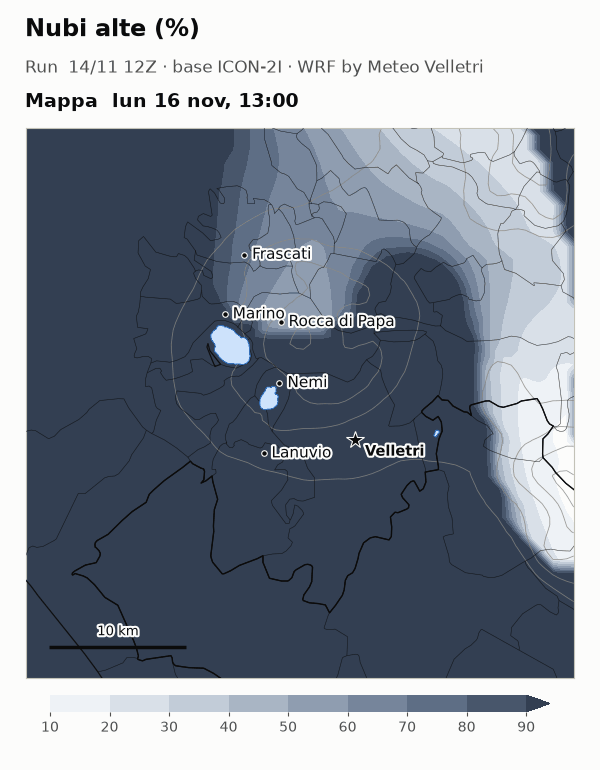 Nubi alte (%)
Run  14/11 12Z · base ICON-2I · WRF by Meteo Velletri
Mappa  lun 16 nov, 13:00
Frascati
Marino
Rocca di Papa
Nemi
Velletri
Lanuvio
10 km
10 20 30 40 50 60 70 80 90